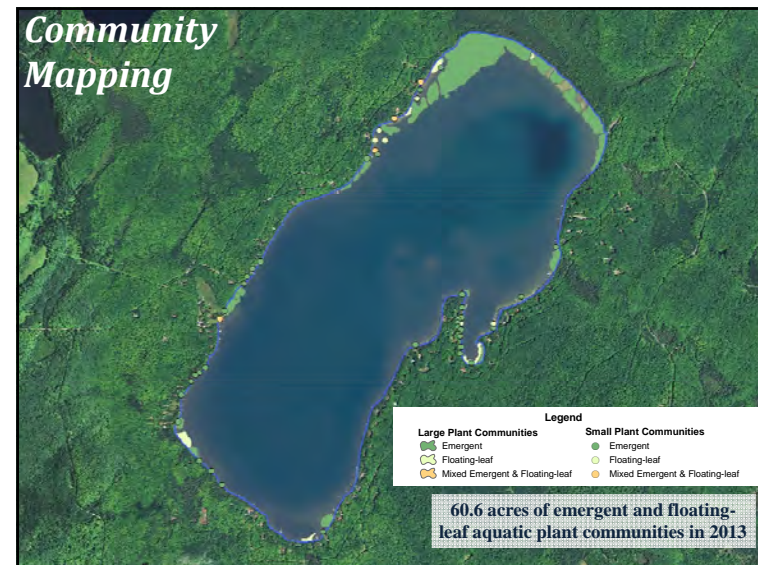 Community
Mapping
Legend
Large Plant Communities
Emergent
Floating-leaf
Mixed Emergent & Floating-leaf
Small Plant Communities
Emergent
Floating-leaf
Mixed Emergent & Floating-leaf
60.6 acres of emergent and floating-
leaf aquatic plant communities in 2013